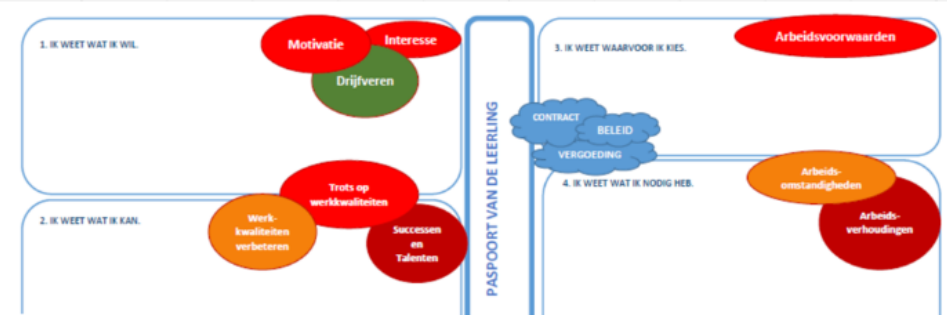 1. IK WEET WAT IK WIL.
Motivatie
Interesse
Drijfveren
Trots op
werkkwaliteiten
2. IK WEET WAT IK KAN.
Werk-
kwaliteiten
verbeteren
Successen
en
Talenten
PASPOORT VAN DE LEERLING
3. IK WEET WAARVOOR IK KIES.
Arbeidsvoorwaarden
CONTRACT
BELEID
VERGOEDING
4. IK WEET WAT IK NODIG HEB.
Arbeids-
omstandigheden
Arbeids-
verhoudingen